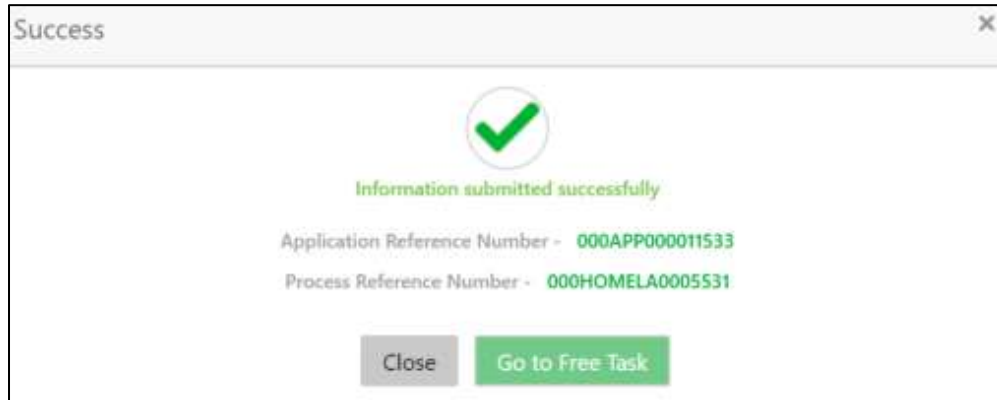 Success
Information submitted successfully
Application Reference Number - 000APP000011533
Process Reference Number - 000HOMELA0005531
Close Go to Free Task